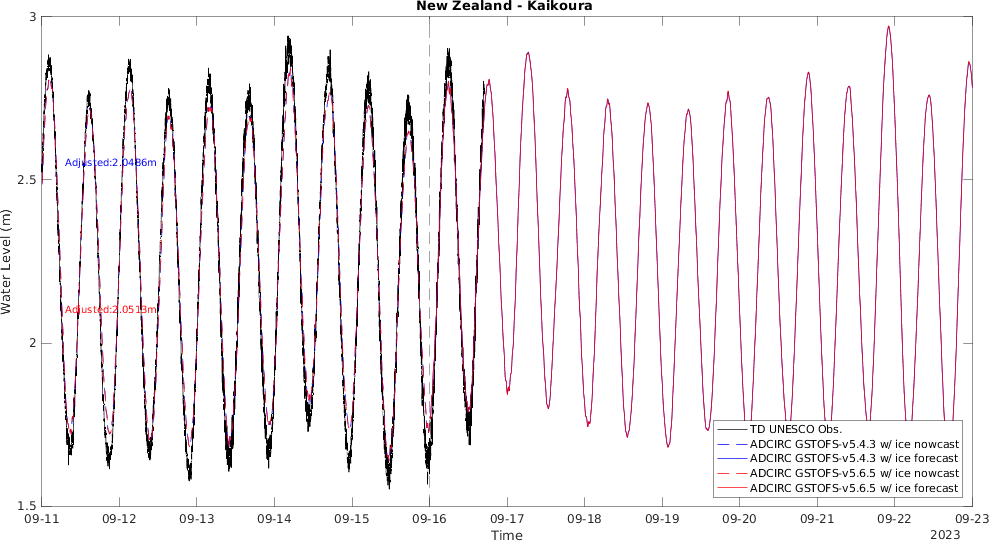 New Zealand - Kaikoura
3
2.5
2
1.5
Water Level (m)
Adjusted:2.0486m
Adjusted:2.0513m
TD UNESCO Obs.
ADCIRC GSTOFS-v5.4.3 w/ ice nowcast
ADCIRC GSTOFS-v5.4.3 w/ ice forecast
ADCIRC GSTOFS-v5.6.5 w/ ice nowcast
ADCIRC GSTOFS-v5.6.5 w/ ice forecast
09-11 09-12 09-13 09-14 09-15 09-16 09-17 09-18 09-19 09-20 09-21 09-22 09-23
Time
2023